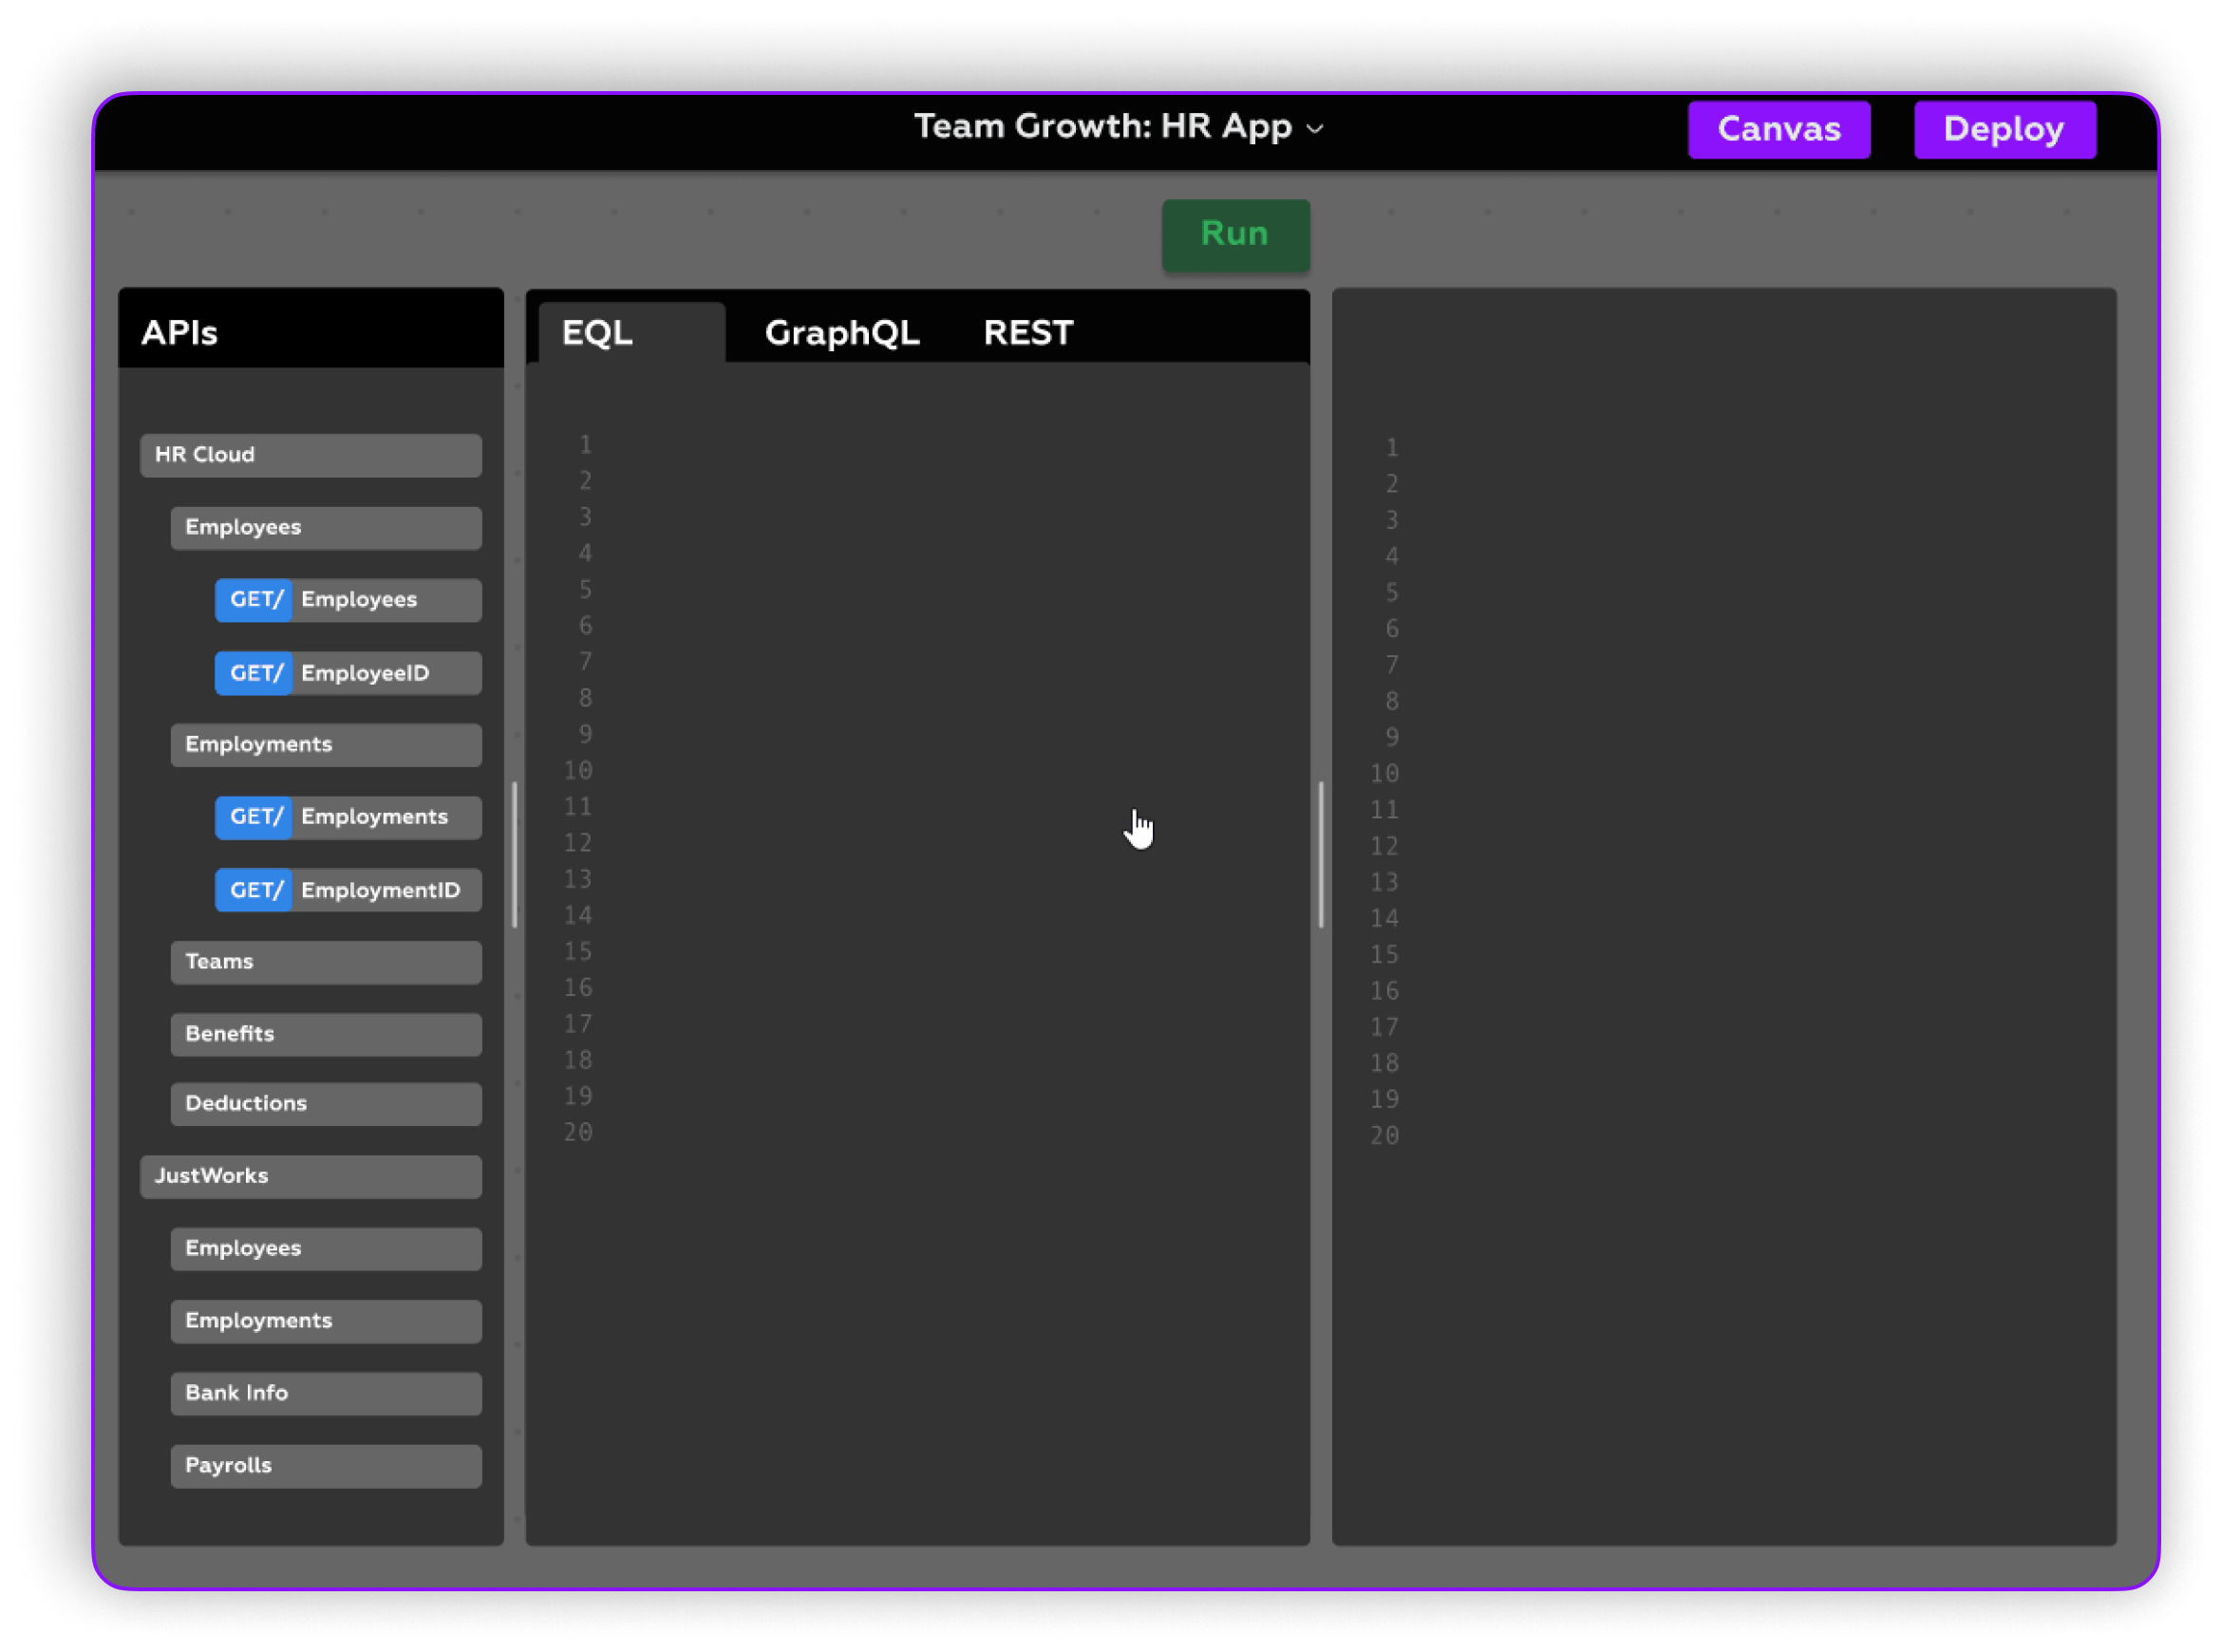 Team Growth: HR App
Canvas
Deploy
Run
APIs
HR Cloud
Employees
GET/ Employees
GET/ EmployeeID
Employments
GET/ Employments
GET/ EmploymentID
Teams
Benefits
Deductions
JustWorks
Employees
Employments
Bank Info
Payrolls
EQL GraphQL REST
1
2
3
4
5
6
7
8
9
10
11
12
13
14
15
16
17
18
19
20
1
2
3
4
5
6
7
8
9
10
11
12
13
14
15
16
17
18
19
20